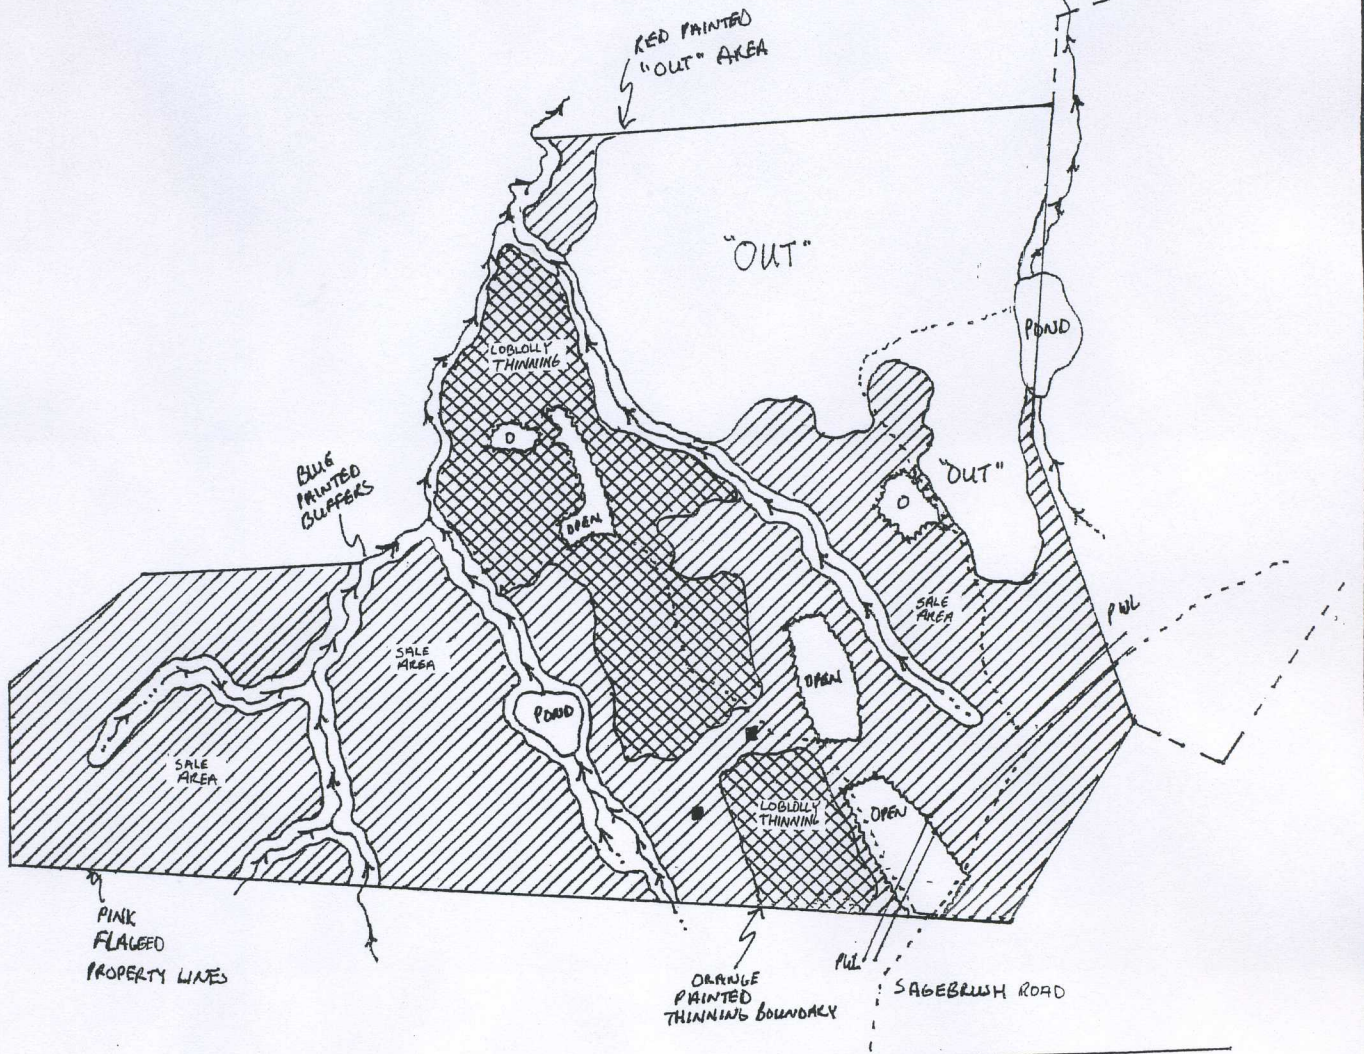 RED PAINTED
"OUT" AREA
"OUT"
POND
LOBLOLLY
THINNING
BLUE
PAINTED
BUFFERS
O
OPEN
"OUT"
O
SALE
AREA
PWL
SALE
AREA
OPEN
POND
SALE
AREA
LOBLOLLY
THINNING
OPEN
PINK
FLAGEED
PROPERTY LINES
ORANGE
PAINTED
THINNING BOUNDARY
PWL
SAGEBRUSH ROAD